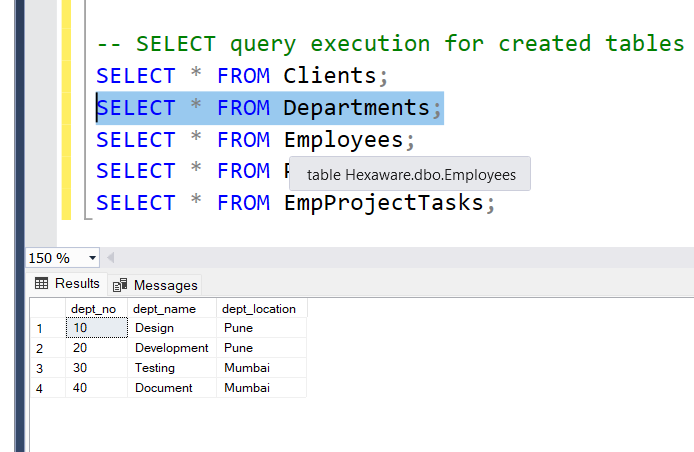 -- SELECT query execution for created tables
SELECT * FROM Clients;
SELECT * FROM Departments;
SELECT * FROM Employees;
SELECT * FROM
table Hexaware.dbo.Employees
SELECT * FROM EmpProjectTasks;
150 %
Results Messages
dept_no dept_name dept_location
1 10 Design Pune
2 20 Development Pune
3 30 Testing Mumbai
4 40 Document Mumbai